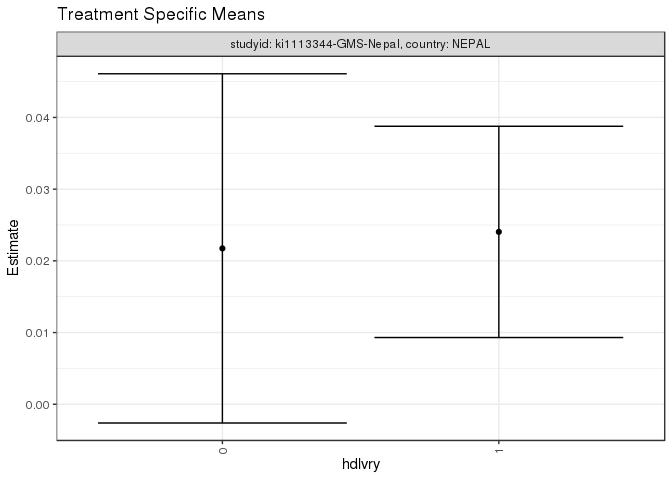 Treatment Specific Means
studyid: ki1113344-GMS-Nepal, country: NEPAL
0.04
0.03
0.02
0.01
0.00
Estimate
0
1
hdlvry